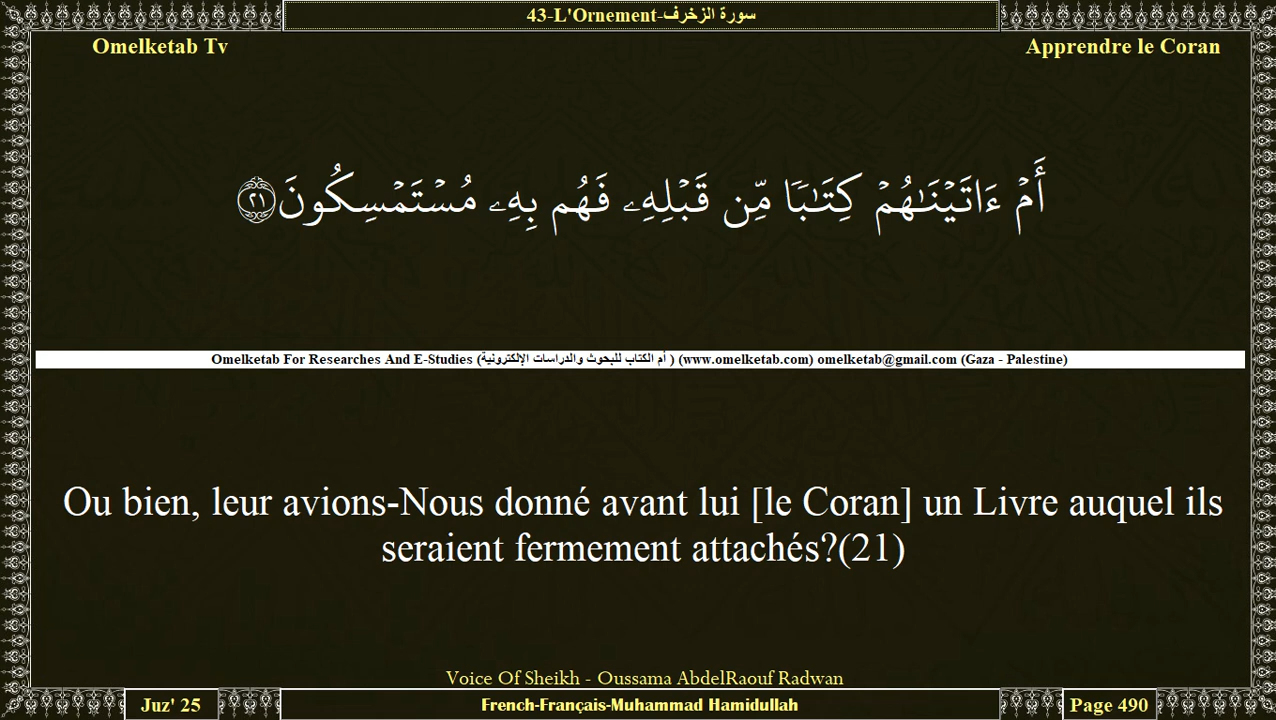 43-L'Ornement-سورة الزخرف
Omelketab Tv
Apprendre le Coran
أَمْ ءَاتَيْنَـٰهُمْ كِتَـٰبًا مِّن قَبْلِهِۦ فَهُم بِهِۦ مُسْتَمْسِكُونَ ٢١
Omelketab For Researches And E-Studies (أم الكتاب للبحوث والدراسات الإلكترونية ) (www.omelketab.com) omelketab@gmail.com (Gaza - Palestine)
Ou bien, leur avions-Nous donné avant lui [le Coran] un Livre auquel ils
seraient fermement attachés?(21)
Voice Of Sheikh - Oussama AbdelRaouf Radwan
Juz' 25
French-Français-Muhammad Hamidullah
Page 490